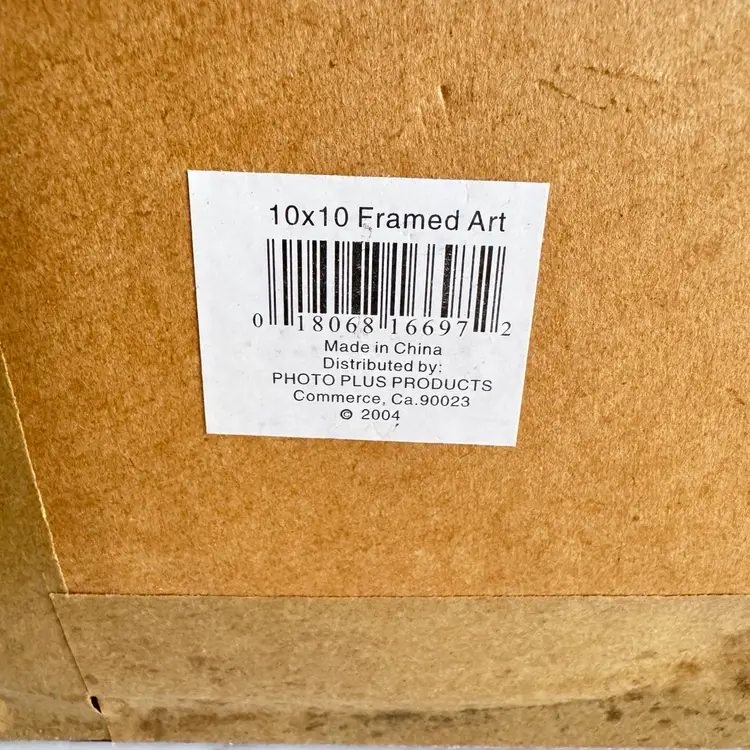 10x10 Framed Art
0 18068 16697 2
Made in China
Distributed by:
PHOTO PLUS PRODUCTS
Commerce, Ca.90023
© 2004